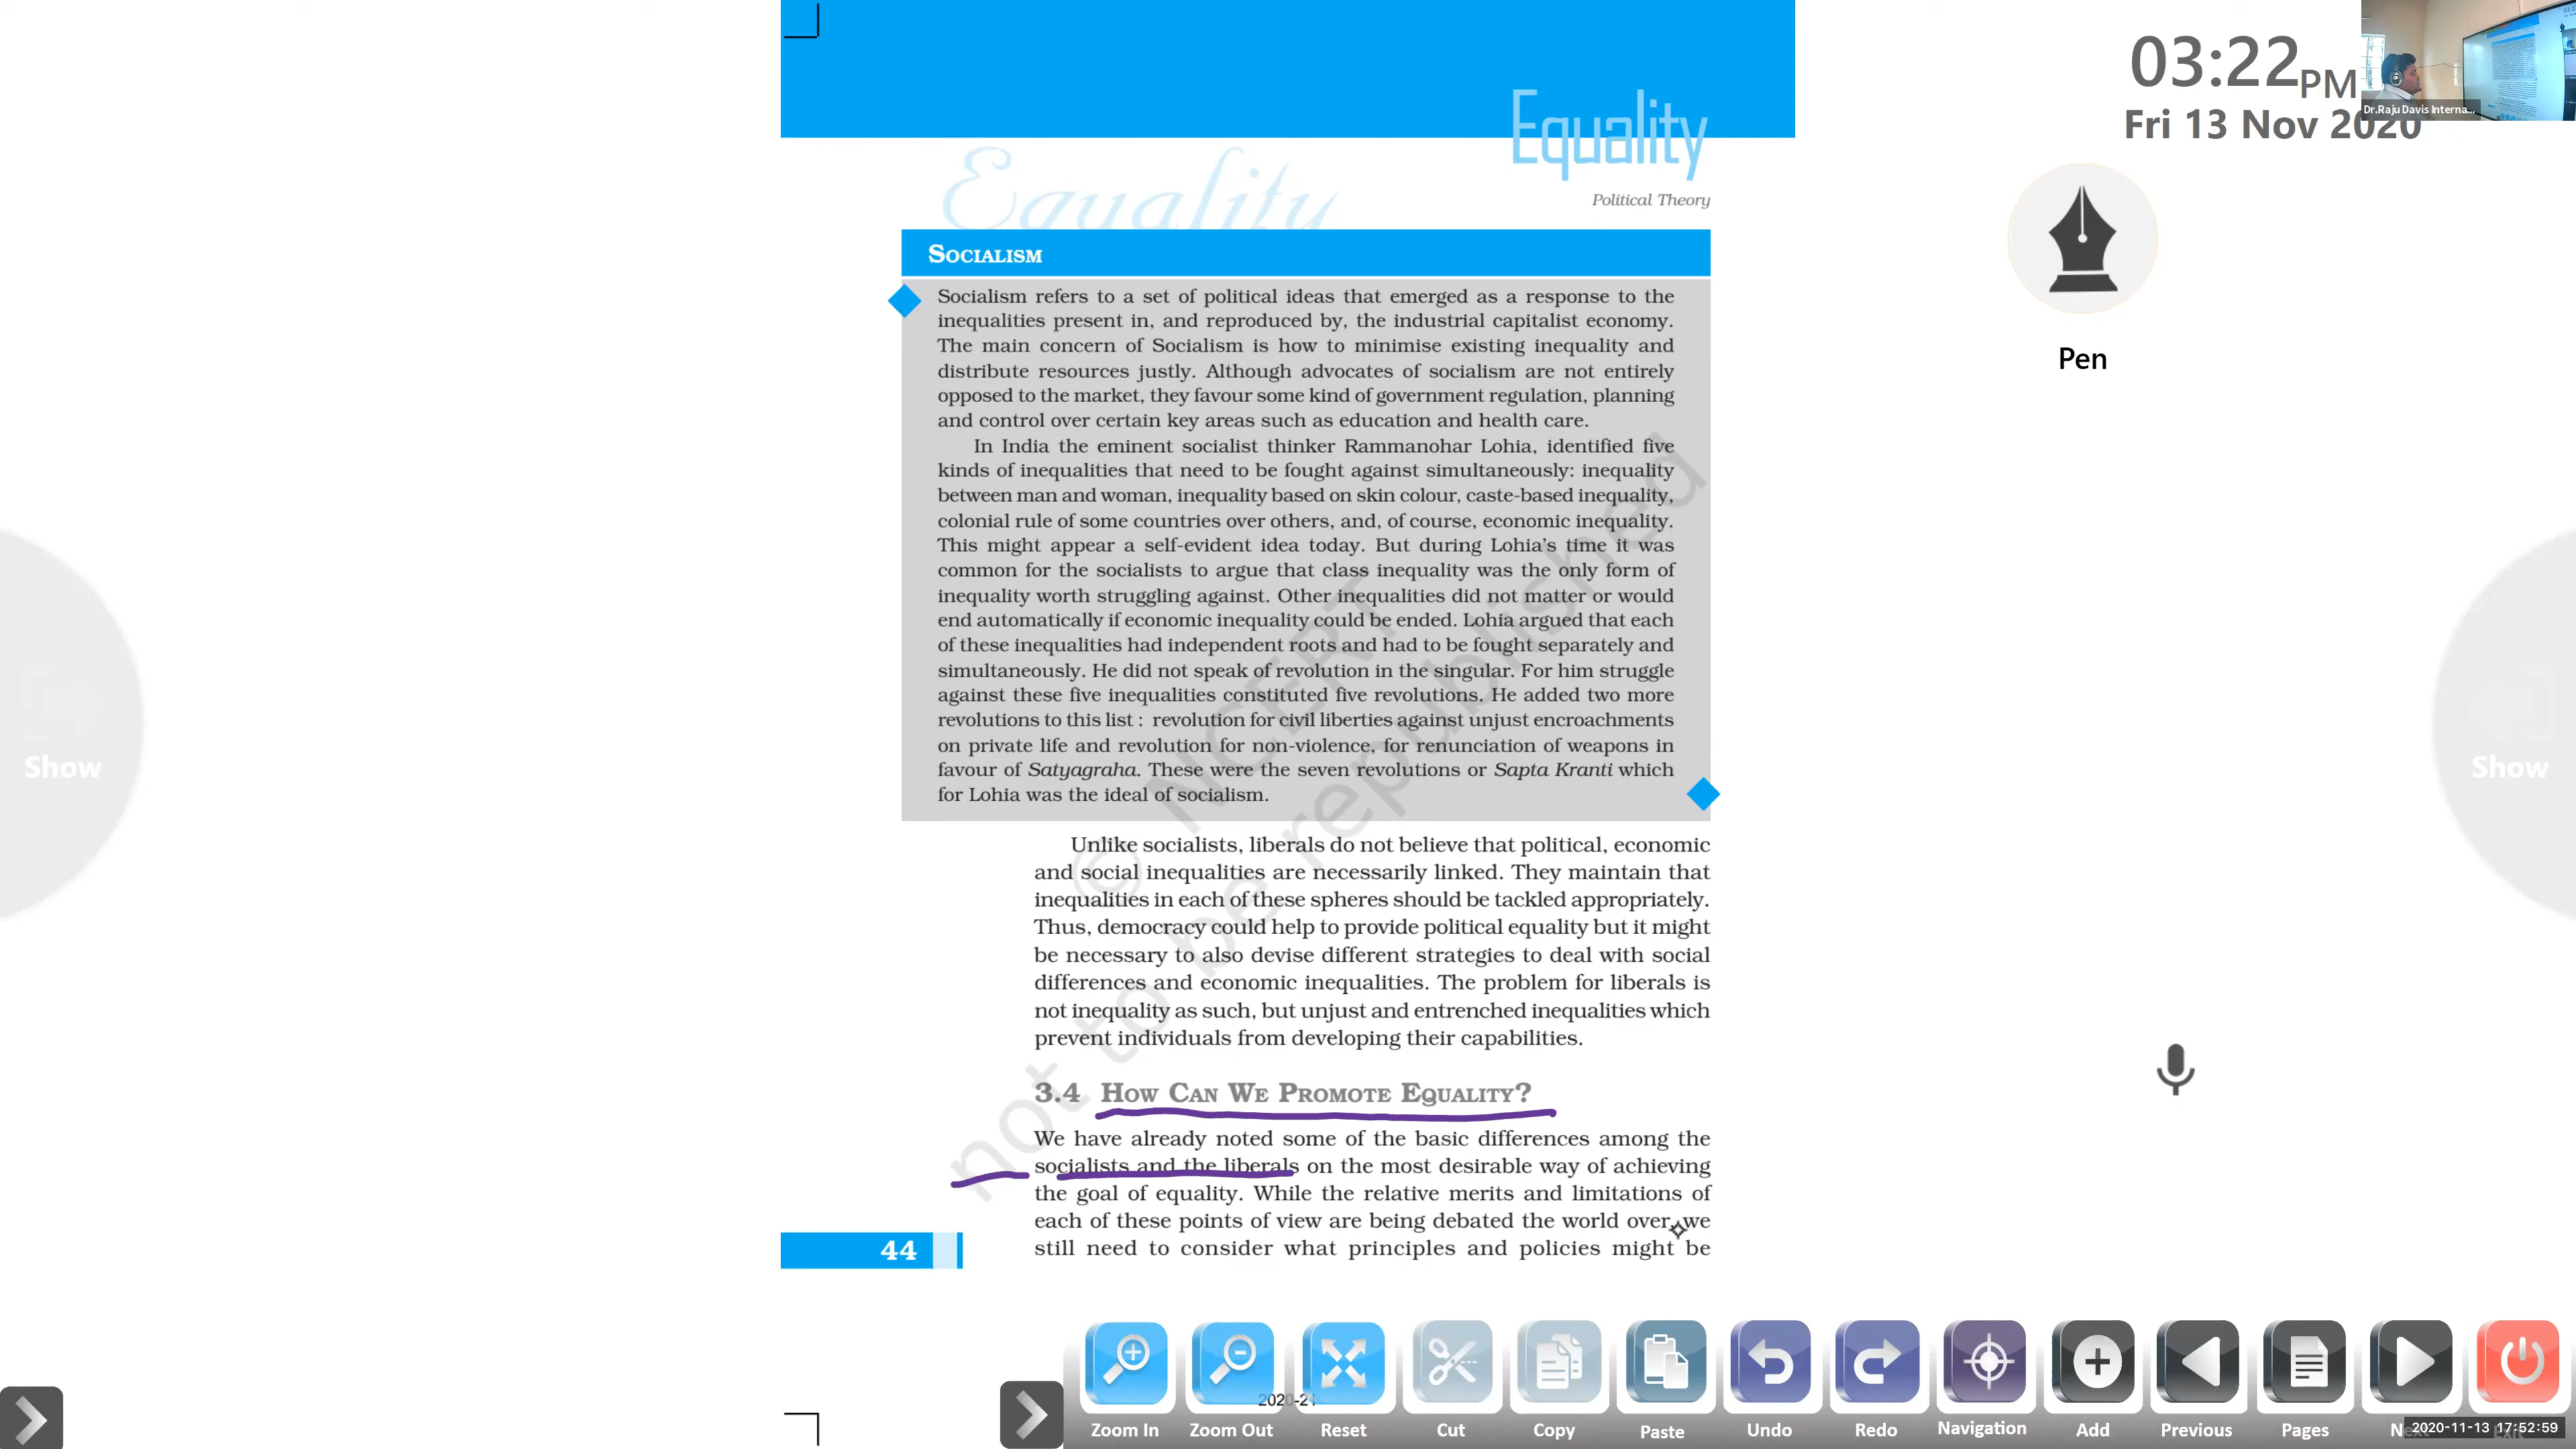 03:22 PM
Fri 13 Nov 2020
Dr.Raju Davis Interna...
Equality
Equality
Political Theory
SOCIALISM
Socialism refers to a set of political ideas that emerged as a response to the
inequalities present in, and reproduced by, the industrial capitalist economy.
The main concern of Socialism is how to minimise existing inequality and
distribute resources justly. Although advocates of socialism are not entirely
opposed to the market, they favour some kind of government regulation, planning
and control over certain key areas such as education and health care.
In India the eminent socialist thinker Rammanohar Lohia, identified five
kinds of inequalities that need to be fought against simultaneously: inequality
between man and woman, inequality based on skin colour, caste-based inequality,
colonial rule of some countries over others, and, of course, economic inequality.
This might appear a self-evident idea today. But during Lohia's time it was
common for the socialists to argue that class inequality was the only form of
inequality worth struggling against. Other inequalities did not matter or would
end automatically if economic inequality could be ended. Lohia argued that each
of these inequalities had independent roots and had to be fought separately and
simultaneously. He did not speak of revolution in the singular. For him struggle
against these five inequalities constituted five revolutions. He added two more
revolutions to this list : revolution for civil liberties against unjust encroachments
on private life and revolution for non-violence, for renunciation of weapons in
favour of Satyagraha. These were the seven revolutions or Sapta Kranti which
for Lohia was the ideal of socialism.
Unlike socialists, liberals do not believe that political, economic
and social inequalities are necessarily linked. They maintain that
inequalities in each of these spheres should be tackled appropriately.
Thus, democracy could help to provide political equality but it might
be necessary to also devise different strategies to deal with social
differences and economic inequalities. The problem for liberals is
not inequality as such, but unjust and entrenched inequalities which
prevent individuals from developing their capabilities.
3.4 HOW CAN WE PROMOTE EQUALITY?
We have already noted some of the basic differences among the
socialists and the liberals on the most desirable way of achieving
the goal of equality. While the relative merits and limitations of
each of these points of view are being debated the world over, we
still need to consider what principles and policies might be
44
© NCERT
not to be republished
Pen
Show
Show
2020-21
Zoom In
Zoom Out
Reset
Cut
Copy
Paste
Undo
Redo
Navigation
Add
Previous
Pages
2020-11-13 17:52:59